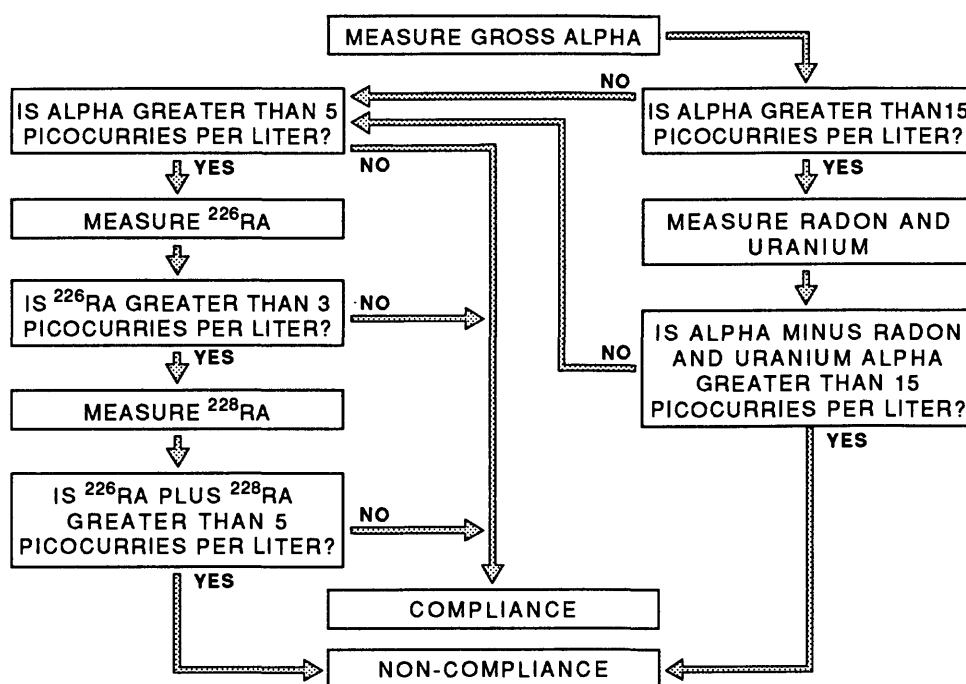 MEASURE GROSS ALPHA
NO
IS ALPHA GREATER THAN 5
PICOCURRIES PER LITER?
IS ALPHA GREATER THAN15
PICOCURRIES PER LITER?
YES
NO
YES
MEASURE ²²⁶RA
MEASURE RADON AND
URANIUM
IS ²²⁶RA GREATER THAN 3
PICOCURRIES PER LITER?
NO
NO
IS ALPHA MINUS RADON
AND URANIUM ALPHA
GREATER THAN 15
PICOCURRIES PER LITER?
YES
MEASURE ²²⁸RA
YES
IS ²²⁶RA PLUS ²²⁸RA
GREATER THAN 5
PICOCURRIES PER LITER?
NO
YES
COMPLIANCE
NON-COMPLIANCE